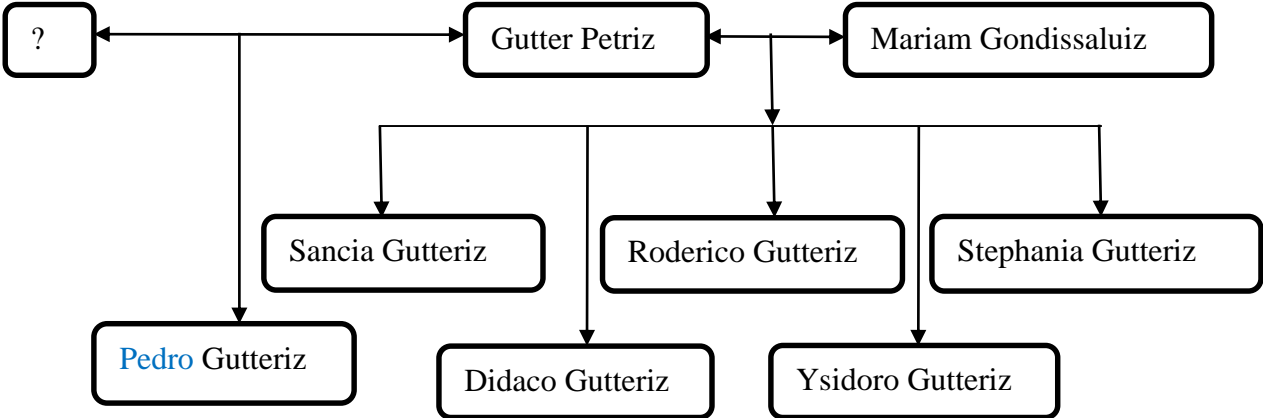 ?
Gutter Petriz
Mariam Gondissaluiz
Sancia Gutteriz
Roderico Gutteriz
Stephania Gutteriz
Pedro Gutteriz
Didaco Gutteriz
Ysidoro Gutteriz